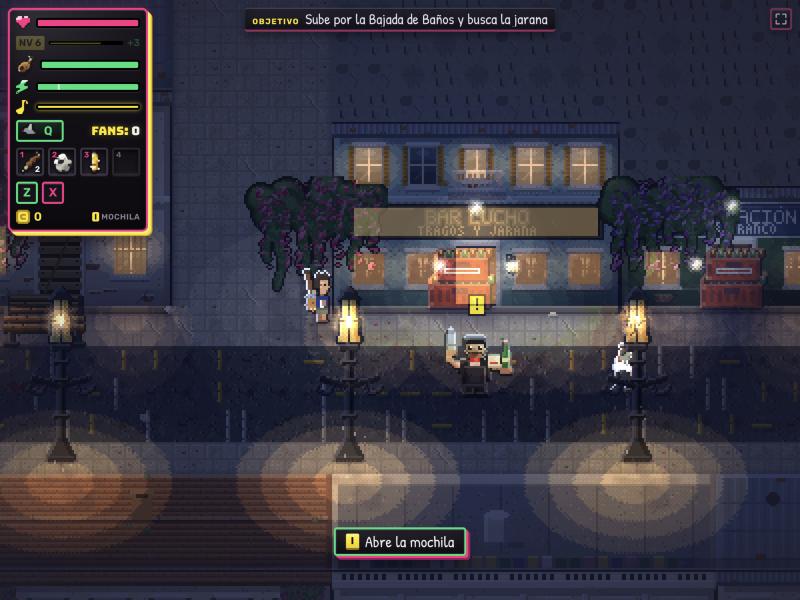 OBJETIVO Sube por la Bajada de Baños y busca la jarana
NV 6 +3
Q FANS: 0
1 2 3 4
2
Z X
C 0 I MOCHILA
BAR LUCHO
TRAGOS Y JARANA
ACIÓN
RANCO
!
I Abre la mochila